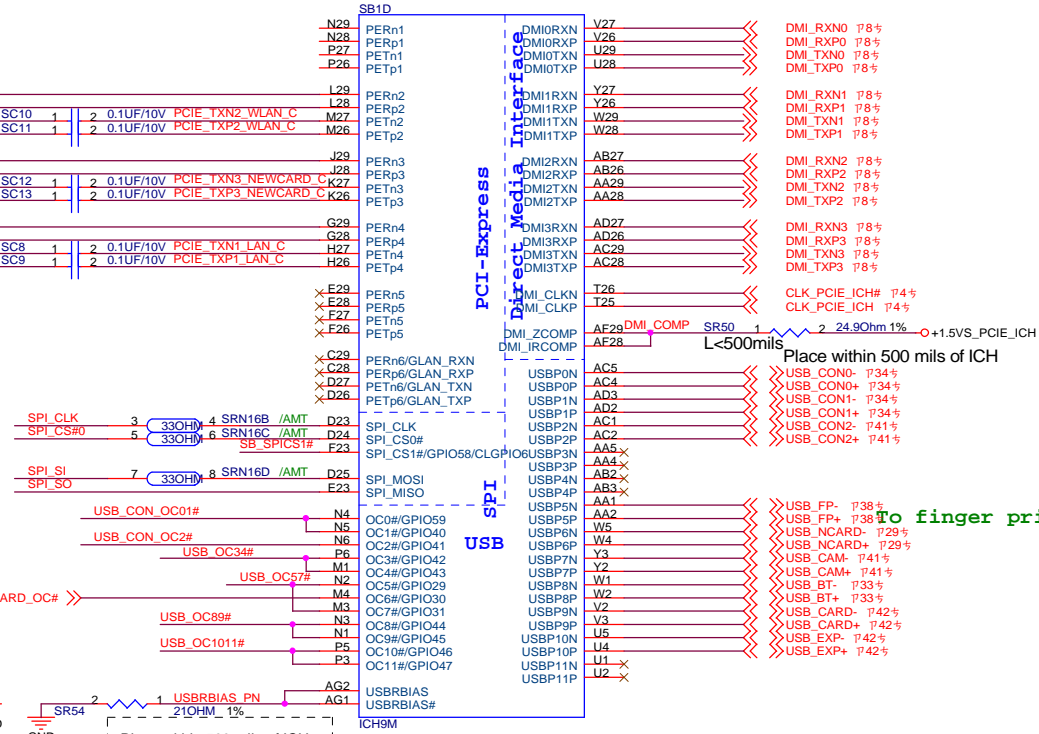 SB1D
N29 PERn1 DMI0RXN V27 DMI_RXN0
N28 PERp1 DMI0RXP V26 DMI_RXP0
P27 PETn1 DMI0TXN U29 DMI_TXN0
P26 PETp1 DMI0TXP U28 DMI_TXP0
L29 PERn2 DMI1RXN Y27 DMI_RXN1
L28 PERp2 DMI1RXP Y26 DMI_RXP1
SC10 1 2 0.1UF/10V PCIE_TXN2_WLAN_C M27 PETn2 DMI1TXN W29 DMI_TXN1
SC11 1 2 0.1UF/10V PCIE_TXP2_WLAN_C M26 PETp2 DMI1TXP W28 DMI_TXP1
J29 PERn3 DMI2RXN AB27 DMI_RXN2
J28 PERp3 DMI2RXP AB26 DMI_RXP2
SC12 1 2 0.1UF/10V PCIE_TXN3_NEWCARD_C K27 PETn3 DMI2TXN AA29 DMI_TXN2
SC13 1 2 0.1UF/10V PCIE_TXP3_NEWCARD_C K26 PETp3 DMI2TXP AA28 DMI_TXP2
G29 PERn4 DMI3RXN AD27 DMI_RXN3
G28 PERp4 DMI3RXP AD26 DMI_RXP3
SC8 1 2 0.1UF/10V PCIE_TXN1_LAN_C H27 PETn4 DMI3TXN AC29 DMI_TXN3
SC9 1 2 0.1UF/10V PCIE_TXP1_LAN_C H26 PETp4 DMI3TXP AC28 DMI_TXP3
E29 PERn5 DMI_CLKN T26 CLK_PCIE_ICH#
E28 PERp5 DMI_CLKP T25 CLK_PCIE_ICH
F27 PETn5
F26 PETp5 DMI_ZCOMP AF29 DMI_COMP SR50 1 2 24.9Ohm 1% +1.5VS_PCIE_ICH
DMI_IRCOMP AF28 L<500mils
Place within 500 mils of ICH
PCI-Express
Direct Media Interface
C29 PERn6/GLAN_RXN USBP0N AC5 USB_CON0-
C28 PERp6/GLAN_RXP USBP0P AC4 USB_CON0+
D27 PETn6/GLAN_TXN USBP1N AD3 USB_CON1-
D26 PETp6/GLAN_TXP USBP1P AD2 USB_CON1+
SPI_CLK 3 33OHM 4 SRN16B /AMT D23 SPI_CLK USBP2N AC1 USB_CON2-
SPI_CS#0 5 33OHM 6 SRN16C /AMT D24 SPI_CS0# USBP2P AC2 USB_CON2+
SB_SPICS1# F23 SPI_CS1#/GPIO58/CLGPIO6 USBP3N AA5
USBP3P AA4
SPI_SI 7 33OHM 8 SRN16D /AMT D25 SPI_MOSI USBP4N AB2
SPI_SO E23 SPI_MISO USBP4P AB3
SPI
USBP5N AA1 USB_FP-
USB_CON_OC01# N4 OC0#/GPIO59 USBP5P AA2 USB_FP+
To finger pri
N5 OC1#/GPIO40 USBP6N W5 USB_NCARD-
USB_CON_OC2# N6 OC2#/GPIO41 USBP6P W4 USB_NCARD+
USB
USB_OC34# P6 OC3#/GPIO42 USBP7N Y3 USB_CAM-
M1 OC4#/GPIO43 USBP7P Y2 USB_CAM+
USB_OC57# N2 OC5#/GPIO29 USBP8N W1 USB_BT-
ARD_OC# M4 OC6#/GPIO30 USBP8P W2 USB_BT+
M3 OC7#/GPIO31 USBP9N V2 USB_CARD-
USB_OC89# N3 OC8#/GPIO44 USBP9P V3 USB_CARD+
N1 OC9#/GPIO45 USBP10N U5 USB_EXP-
USB_OC1011# P5 OC10#/GPIO46 USBP10P U4 USB_EXP+
P3 OC11#/GPIO47 USBP11N U1
USBP11P U2
AG2 USBRBIAS
SR54 2 1 USBRBIAS_PN AG1 USBRBIAS#
21OHM 1%
ICH9M